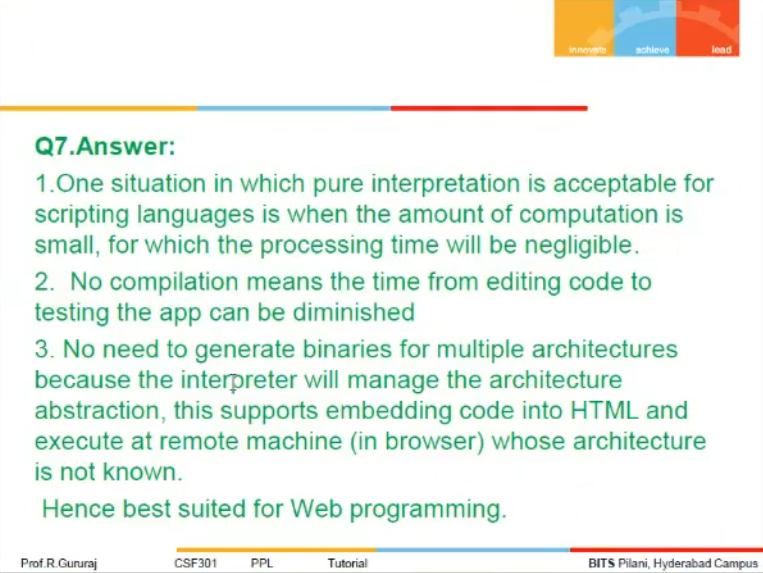 innovate achieve lead
Q7.Answer:
1.One situation in which pure interpretation is acceptable for
scripting languages is when the amount of computation is
small, for which the processing time will be negligible.
2. No compilation means the time from editing code to
testing the app can be diminished
3. No need to generate binaries for multiple architectures
because the interpreter will manage the architecture
abstraction, this supports embedding code into HTML and
execute at remote machine (in browser) whose architecture
is not known.
Hence best suited for Web programming.
Prof.R.Gururaj CSF301 PPL Tutorial BITS Pilani, Hyderabad Campus